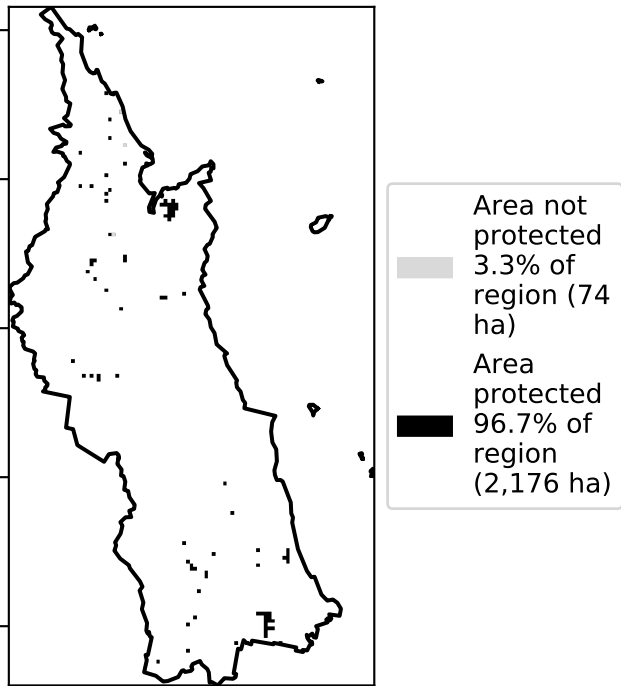 Area not
protected
3.3% of
region (74
ha)
Area
protected
96.7% of
region
(2,176 ha)